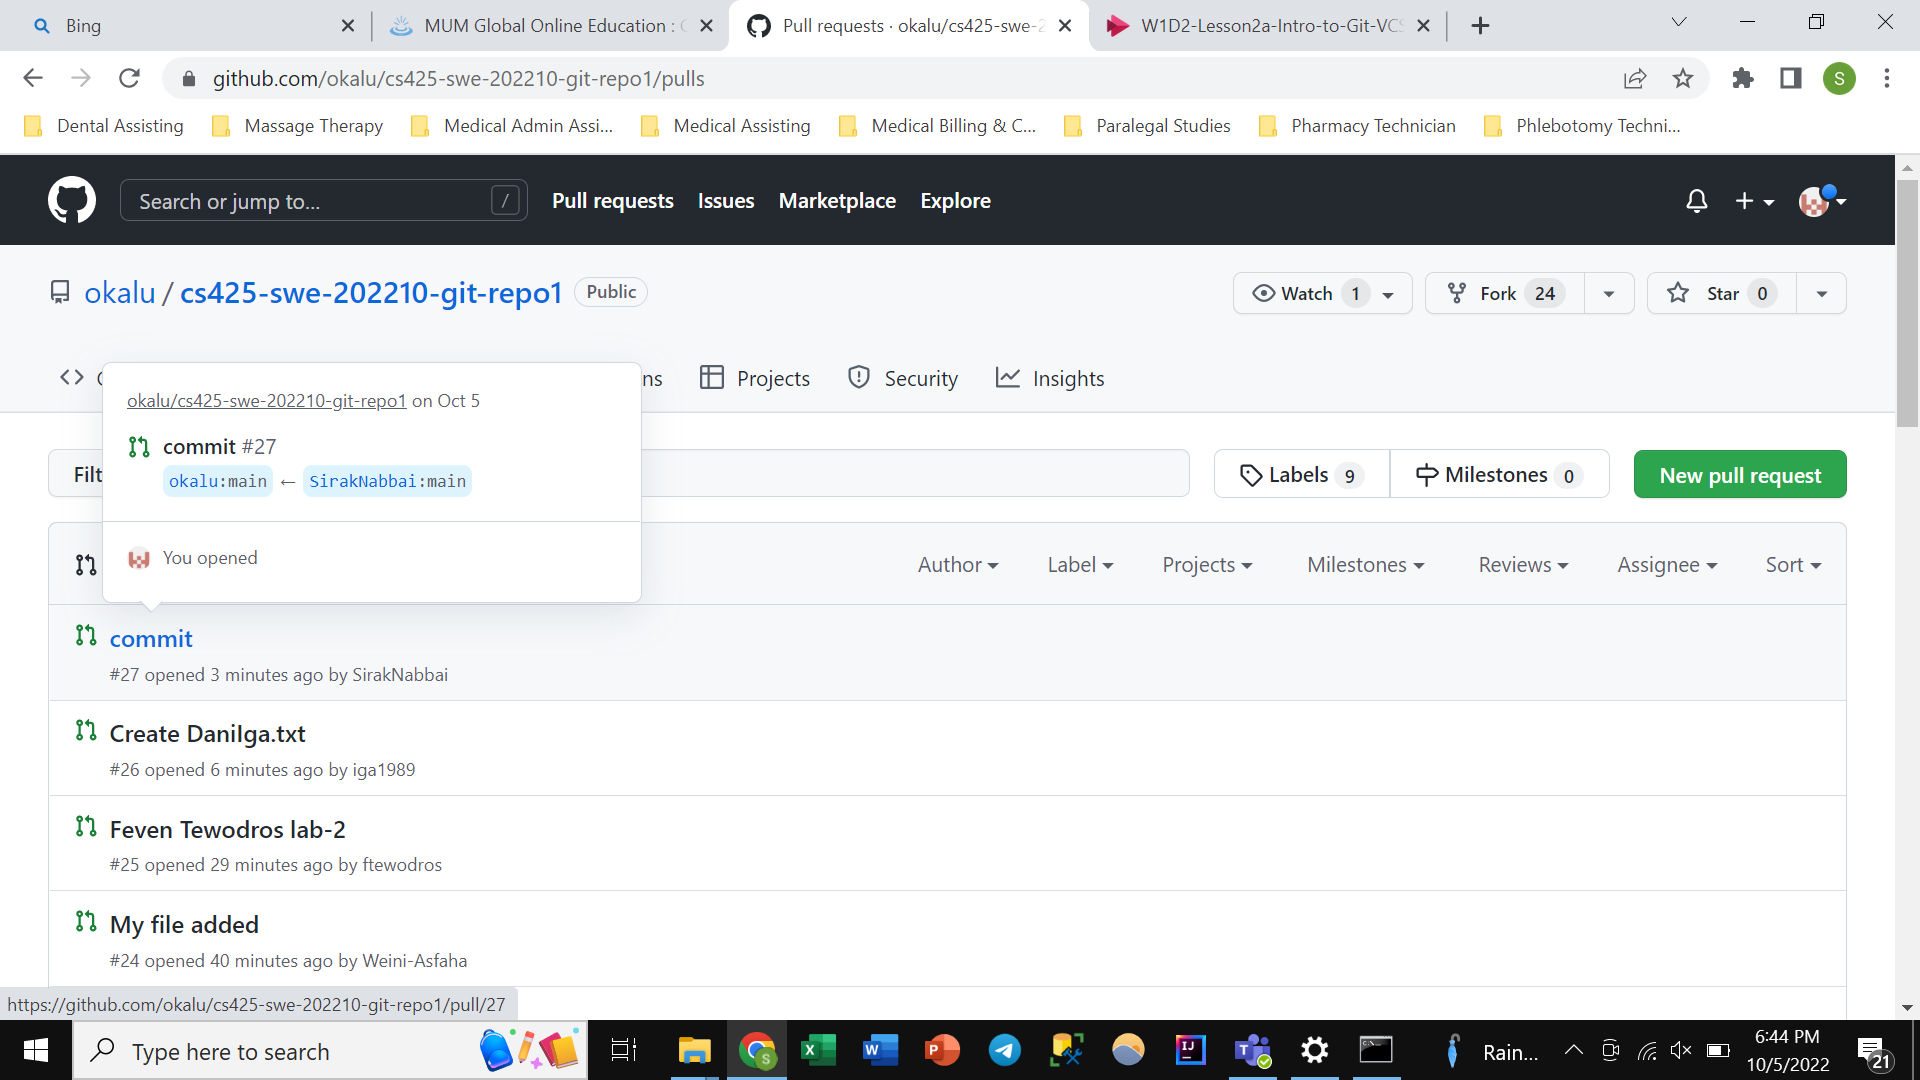 Bing
MUM Global Online Education :
Pull requests · okalu/cs425-swe-2
W1D2-Lesson2a-Intro-to-Git-VCS
github.com/okalu/cs425-swe-202210-git-repo1/pulls
S
Dental Assisting
Massage Therapy
Medical Admin Assi...
Medical Assisting
Medical Billing & C...
Paralegal Studies
Pharmacy Technician
Phlebotomy Techni...
Search or jump to...
/
Pull requests
Issues
Marketplace
Explore
okalu / cs425-swe-202210-git-repo1
Public
Watch 1
Fork 24
Star 0
ns
Projects
Security
Insights
okalu/cs425-swe-202210-git-repo1 on Oct 5
commit #27
okalu:main ← SirakNabbai:main
You opened
Filt
Labels 9
Milestones 0
New pull request
Author
Label
Projects
Milestones
Reviews
Assignee
Sort
commit
#27 opened 3 minutes ago by SirakNabbai
Create DaniIga.txt
#26 opened 6 minutes ago by iga1989
Feven Tewodros lab-2
#25 opened 29 minutes ago by ftewodros
My file added
#24 opened 40 minutes ago by Weini-Asfaha
https://github.com/okalu/cs425-swe-202210-git-repo1/pull/27
Type here to search
Rain...
6:44 PM
10/5/2022
21